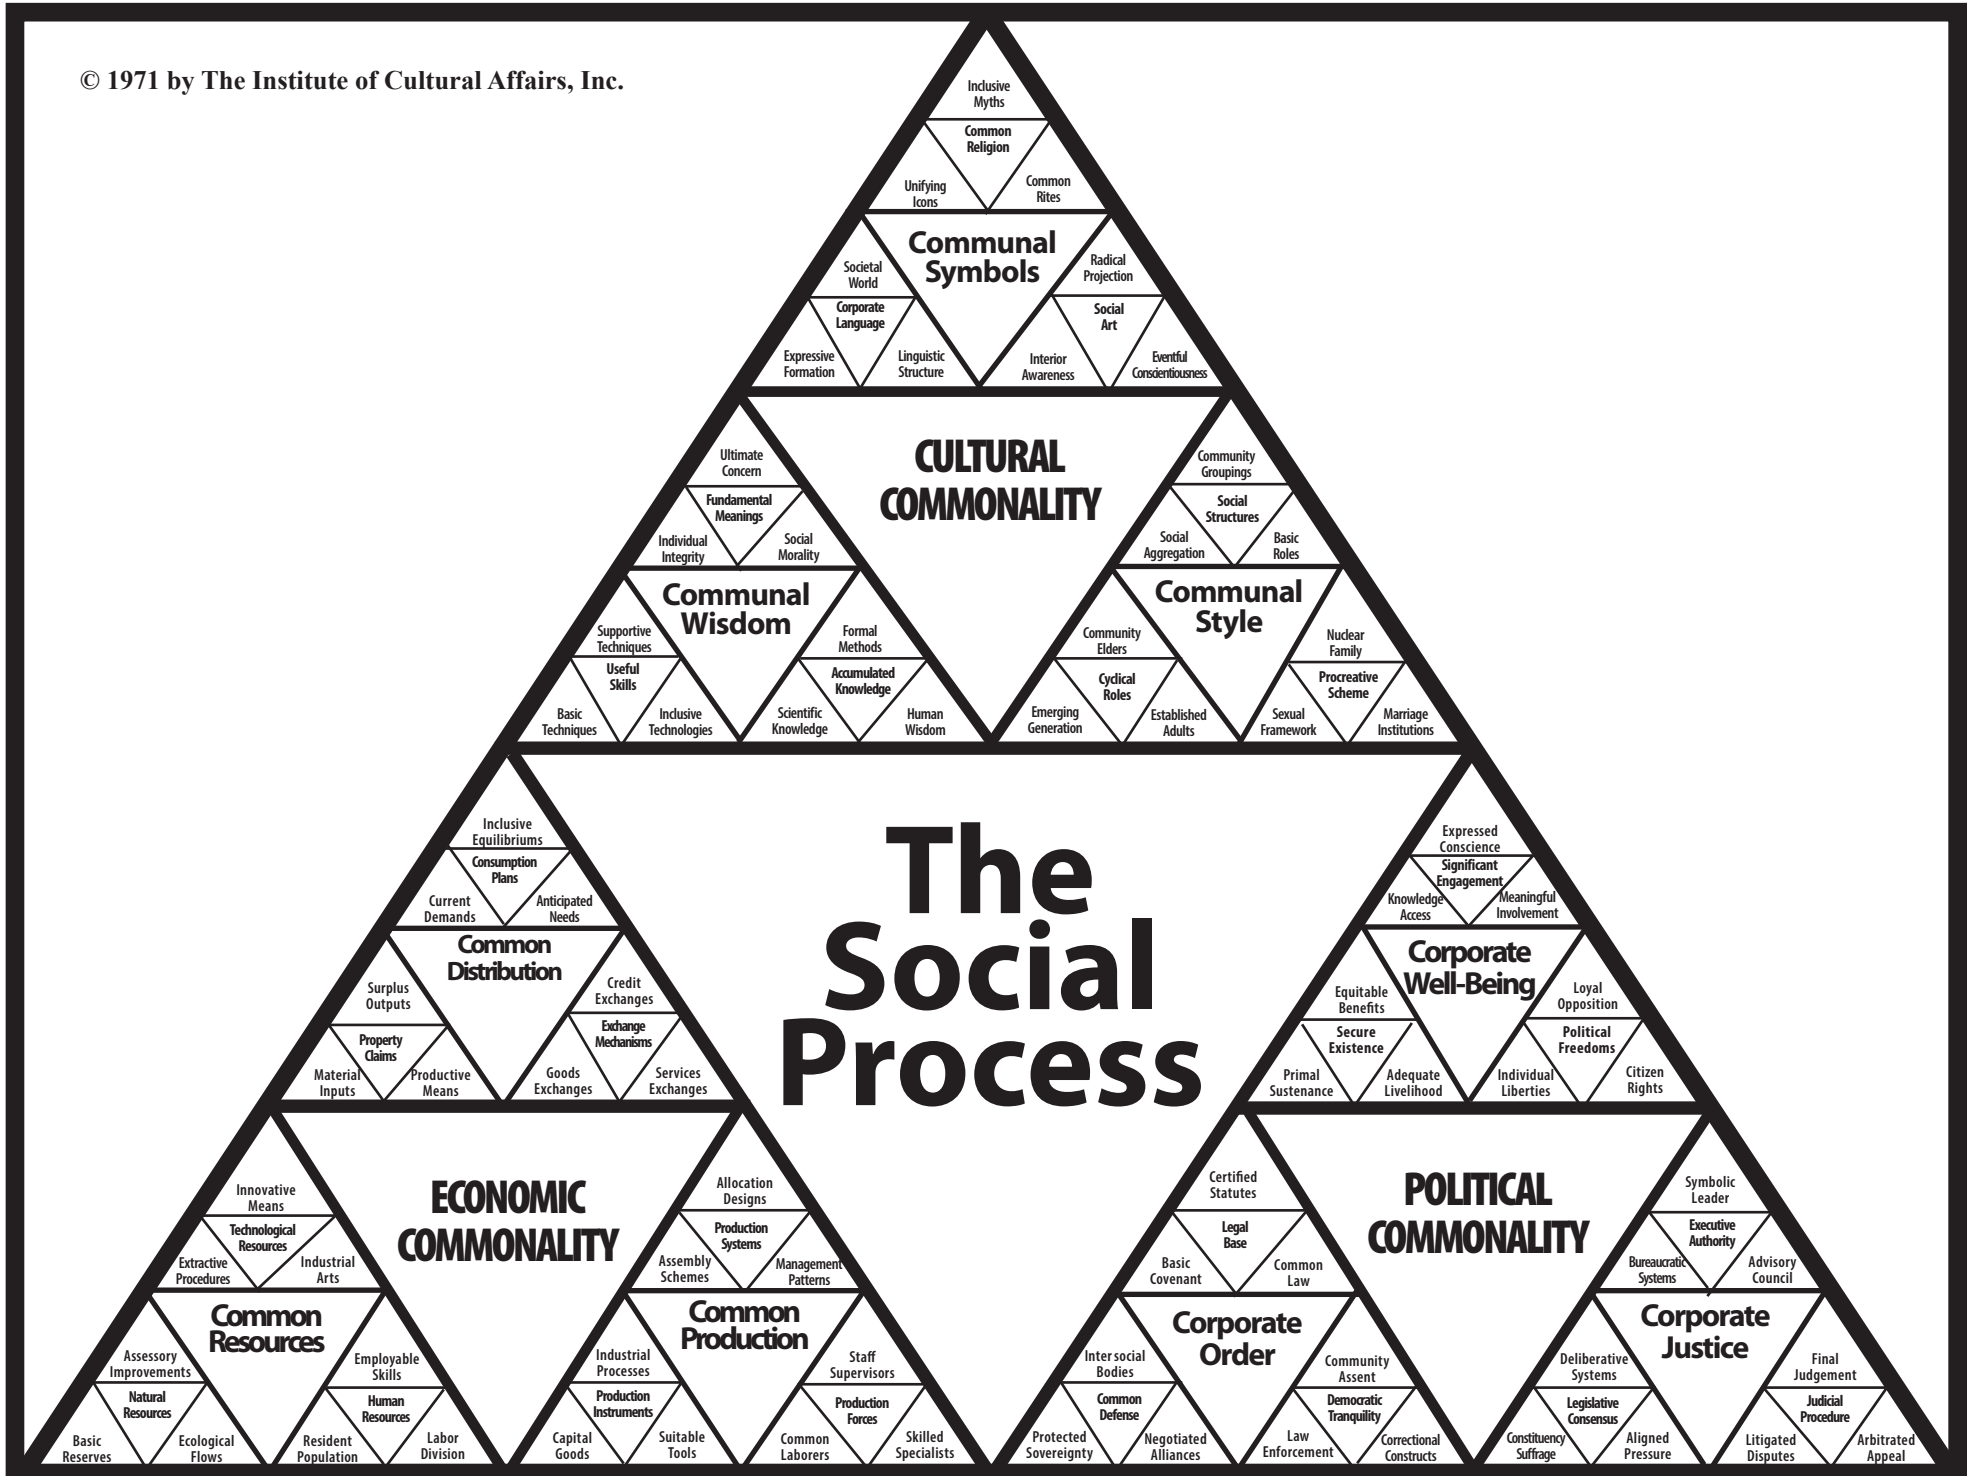 © 1971 by The Institute of Cultural Affairs, Inc.
Inclusive
Myths
Common
Religion
Unifying
Icons
Common
Rites
Communal
Symbols
Societal
World
Corporate
Language
Expressive
Formation
Linguistic
Structure
Radical
Projection
Social
Art
Interior
Awareness
Eventful
Conscientiousness
CULTURAL
COMMONALITY
Ultimate
Concern
Fundamental
Meanings
Individual
Integrity
Social
Morality
Communal
Wisdom
Supportive
Techniques
Useful
Skills
Basic
Techniques
Inclusive
Technologies
Formal
Methods
Accumulated
Knowledge
Scientific
Knowledge
Human
Wisdom
Community
Groupings
Social
Structures
Social
Aggregation
Basic
Roles
Communal
Style
Community
Elders
Cyclical
Roles
Emerging
Generation
Established
Adults
Nuclear
Family
Procreative
Scheme
Sexual
Framework
Marriage
Institutions
The
Social
Process
Inclusive
Equilibriums
Consumption
Plans
Current
Demands
Anticipated
Needs
Common
Distribution
Surplus
Outputs
Property
Claims
Material
Inputs
Productive
Means
Credit
Exchanges
Exchange
Mechanisms
Goods
Exchanges
Services
Exchanges
ECONOMIC
COMMONALITY
Innovative
Means
Technological
Resources
Extractive
Procedures
Industrial
Arts
Common
Resources
Assessory
Improvements
Natural
Resources
Basic
Reserves
Ecological
Flows
Employable
Skills
Human
Resources
Resident
Population
Labor
Division
Allocation
Designs
Production
Systems
Assembly
Schemes
Management
Patterns
Common
Production
Industrial
Processes
Production
Instruments
Capital
Goods
Suitable
Tools
Staff
Supervisors
Production
Forces
Common
Laborers
Skilled
Specialists
Expressed
Conscience
Significant
Engagement
Knowledge
Access
Meaningful
Involvement
Corporate
Well-Being
Equitable
Benefits
Secure
Existence
Primal
Sustenance
Adequate
Livelihood
Loyal
Opposition
Political
Freedoms
Individual
Liberties
Citizen
Rights
POLITICAL
COMMONALITY
Certified
Statutes
Legal
Base
Basic
Covenant
Common
Law
Corporate
Order
Inter social
Bodies
Common
Defense
Protected
Sovereignty
Negotiated
Alliances
Community
Assent
Democratic
Tranquility
Law
Enforcement
Correctional
Constructs
Symbolic
Leader
Executive
Authority
Bureaucratic
Systems
Advisory
Council
Corporate
Justice
Deliberative
Systems
Legislative
Consensus
Constituency
Suffrage
Aligned
Pressure
Final
Judgement
Judicial
Procedure
Litigated
Disputes
Arbitrated
Appeal